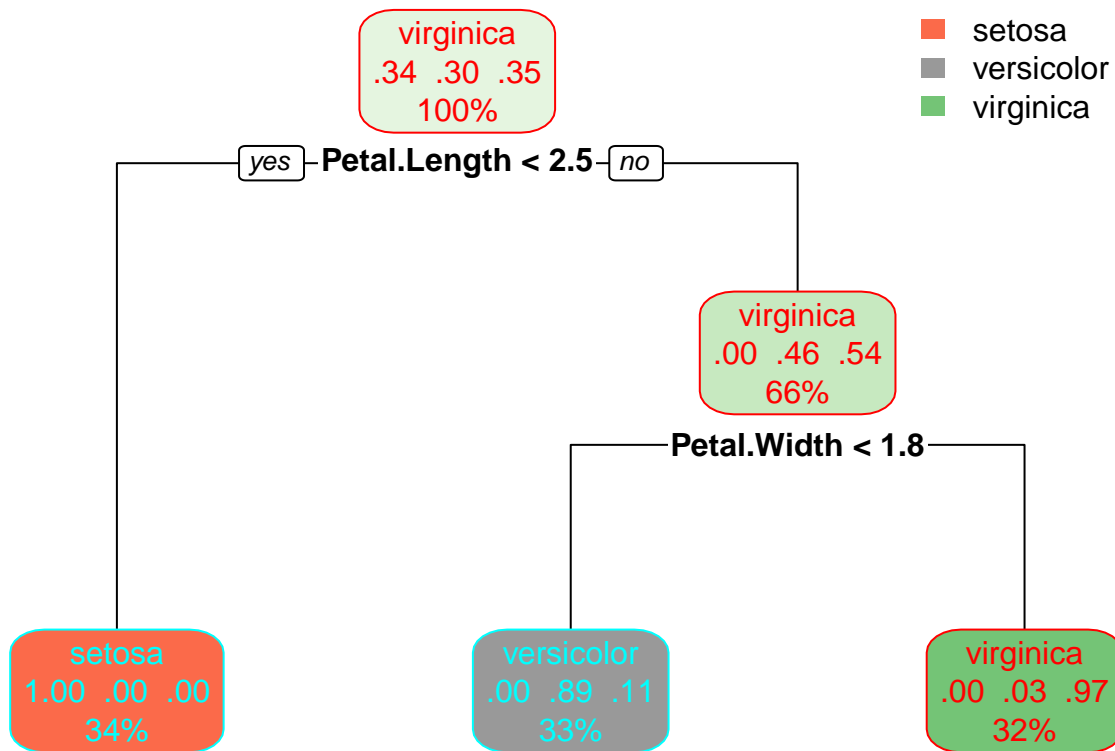 virginica
.34 .30 .35
100%
setosa
versicolor
virginica
yes Petal.Length < 2.5 no
virginica
.00 .46 .54
66%
Petal.Width < 1.8
setosa
1.00 .00 .00
34%
versicolor
.00 .89 .11
33%
virginica
.00 .03 .97
32%